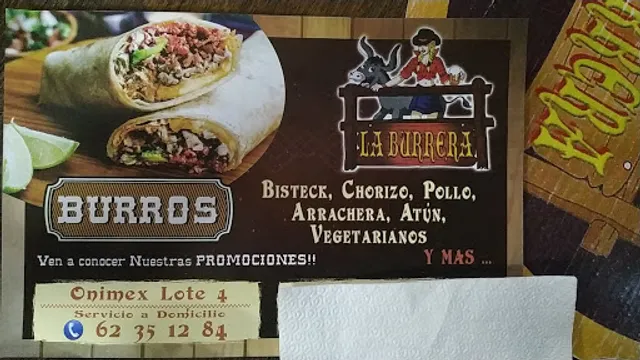 LA BURRERA
BURROS
BISTECK, CHORIZO, POLLO,
ARRACHERA, ATÚN,
VEGETARIANOS
Y MAS ...
Ven a conocer Nuestras PROMOCIONES!!
Onimex Lote 4
Servicio a Domicilio
62 35 12 84